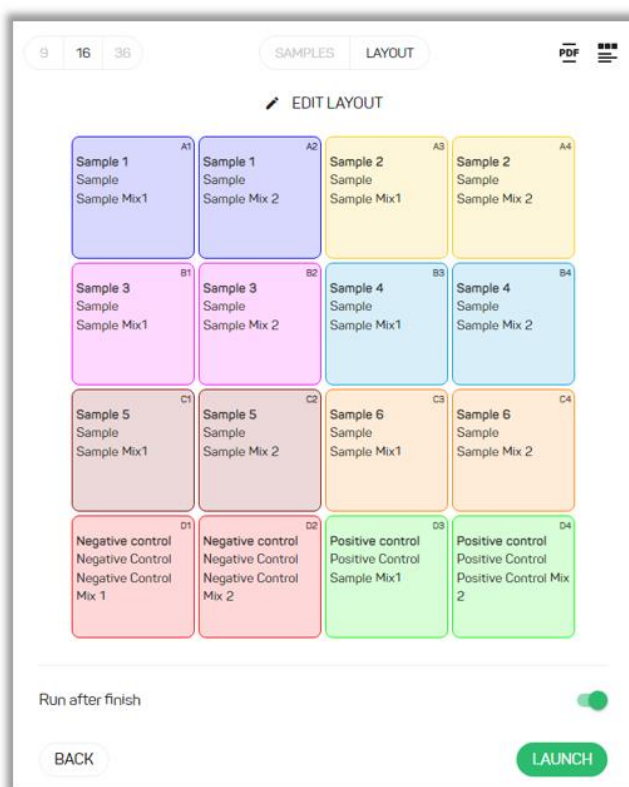 9 16 36 SAMPLES LAYOUT PDF
EDIT LAYOUT
A1 A2 A3 A4
Sample 1 Sample 1 Sample 2 Sample 2
Sample Sample Sample Sample
Sample Mix1 Sample Mix 2 Sample Mix1 Sample Mix 2
B1 B2 B3 B4
Sample 3 Sample 3 Sample 4 Sample 4
Sample Sample Sample Sample
Sample Mix1 Sample Mix 2 Sample Mix1 Sample Mix 2
C1 C2 C3 C4
Sample 5 Sample 5 Sample 6 Sample 6
Sample Sample Sample Sample
Sample Mix1 Sample Mix 2 Sample Mix1 Sample Mix 2
D1 D2 D3 D4
Negative control Negative control Positive control Positive control
Negative Control Negative Control Positive Control Positive Control
Negative Control Negative Control Sample Mix1 Positive Control Mix
Mix 1 Mix 2 2
Run after finish
BACK LAUNCH